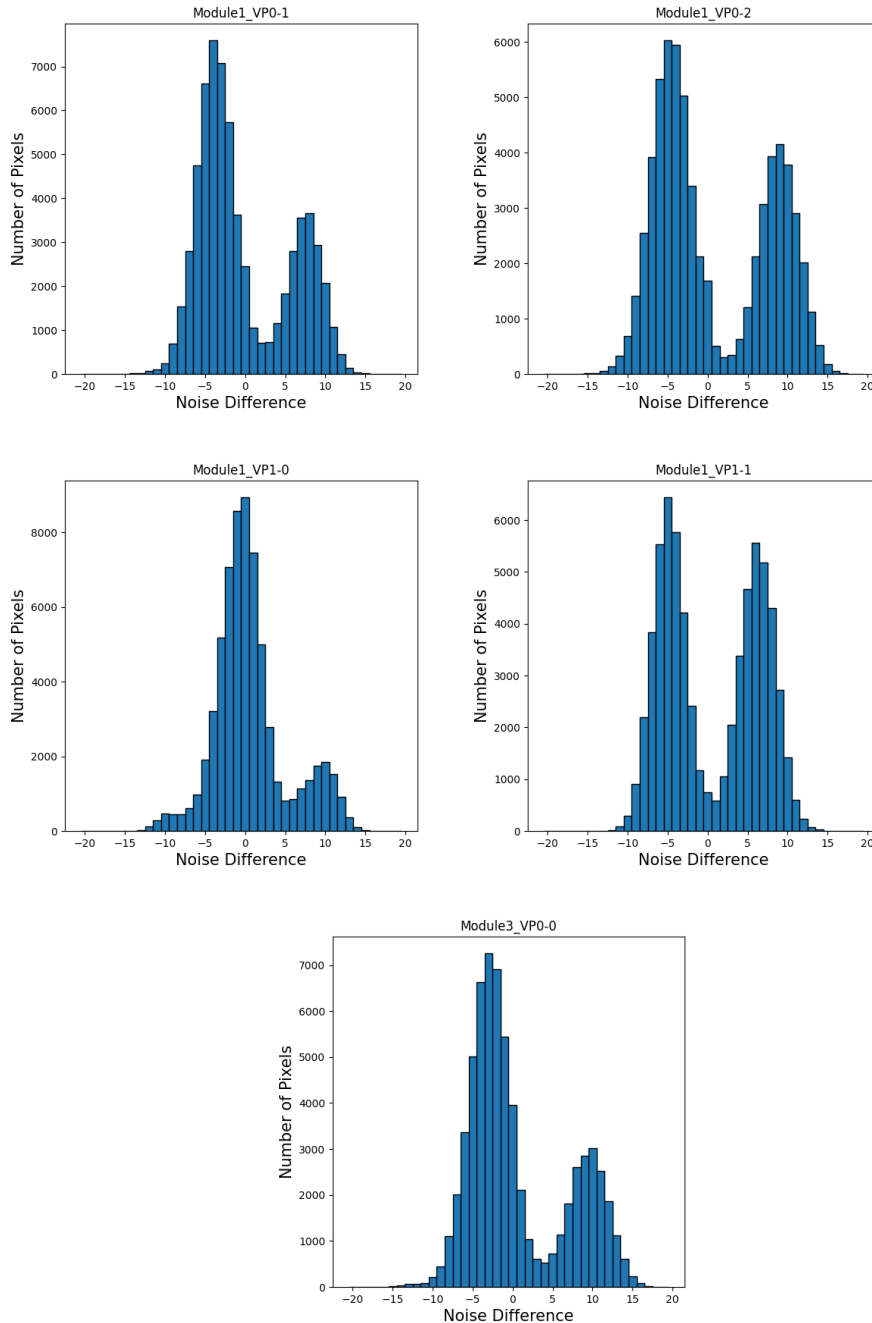 Module1_VP0-1
Number of Pixels
7000
6000
5000
4000
3000
2000
1000
0
−20 −15 −10 −5 0 5 10 15 20
Noise Difference
Module1_VP0-2
Number of Pixels
6000
5000
4000
3000
2000
1000
0
−20 −15 −10 −5 0 5 10 15 20
Noise Difference
Module1_VP1-0
Number of Pixels
8000
6000
4000
2000
0
−20 −15 −10 −5 0 5 10 15 20
Noise Difference
Module1_VP1-1
Number of Pixels
6000
5000
4000
3000
2000
1000
0
−20 −15 −10 −5 0 5 10 15 20
Noise Difference
Module3_VP0-0
Number of Pixels
7000
6000
5000
4000
3000
2000
1000
0
−20 −15 −10 −5 0 5 10 15 20
Noise Difference